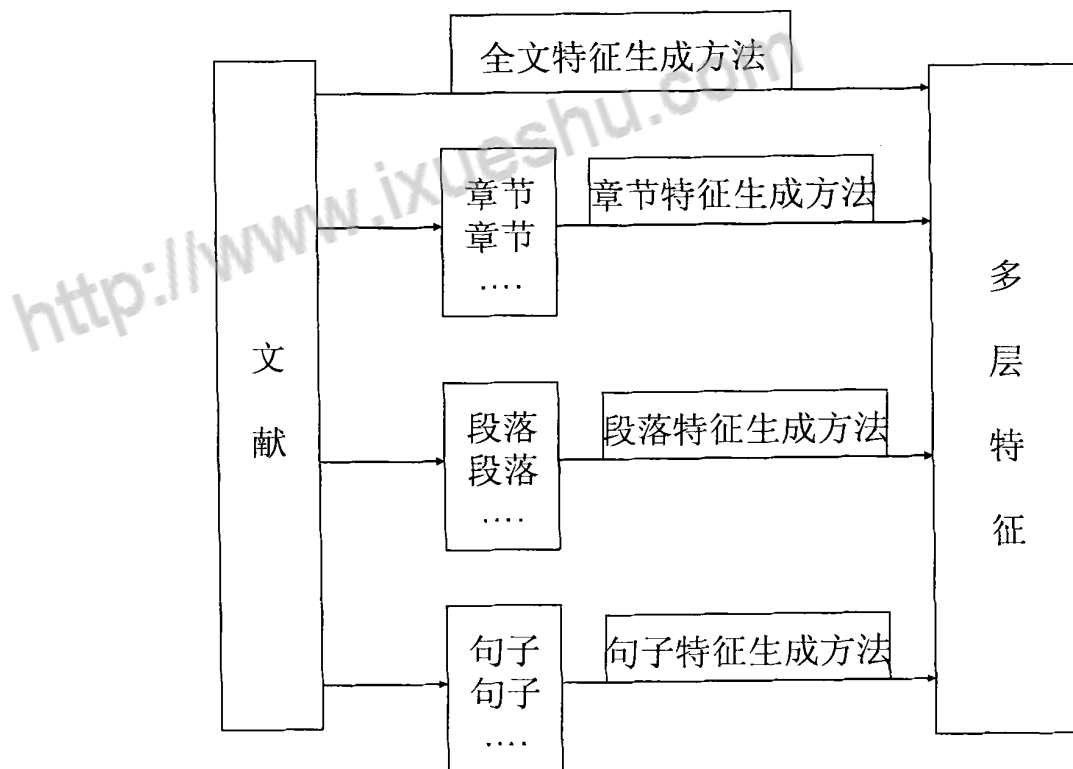 全文特征生成方法
章节
章节
....
章节特征生成方法
文献
多层特征
段落
段落
....
段落特征生成方法
句子
句子
....
句子特征生成方法
http://www.ixueshu.com